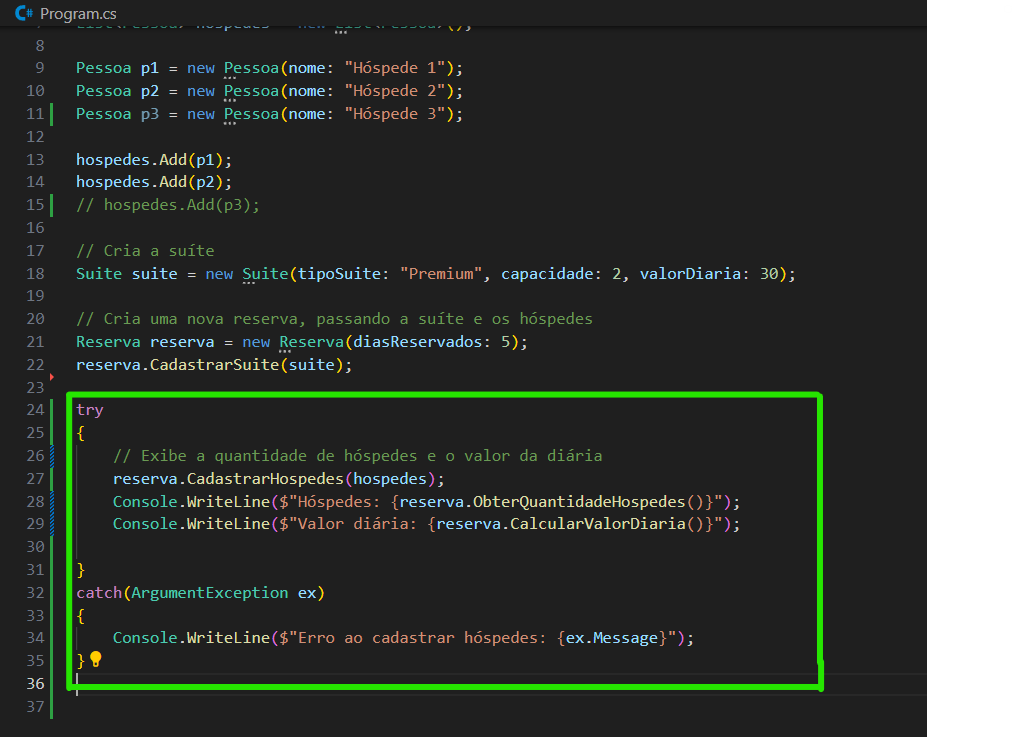 C# Program.cs
8
9 Pessoa p1 = new Pessoa(nome: "Hóspede 1");
10 Pessoa p2 = new Pessoa(nome: "Hóspede 2");
11 Pessoa p3 = new Pessoa(nome: "Hóspede 3");
12
13 hospedes.Add(p1);
14 hospedes.Add(p2);
15 // hospedes.Add(p3);
16
17 // Cria a suíte
18 Suite suite = new Suite(tipoSuite: "Premium", capacidade: 2, valorDiaria: 30);
19
20 // Cria uma nova reserva, passando a suíte e os hóspedes
21 Reserva reserva = new Reserva(diasReservados: 5);
22 reserva.CadastrarSuite(suite);
23
24 try
25 {
26 // Exibe a quantidade de hóspedes e o valor da diária
27 reserva.CadastrarHospedes(hospedes);
28 Console.WriteLine($"Hóspedes: {reserva.ObterQuantidadeHospedes()}");
29 Console.WriteLine($"Valor diária: {reserva.CalcularValorDiaria()}");
30
31 }
32 catch(ArgumentException ex)
33 {
34 Console.WriteLine($"Erro ao cadastrar hóspedes: {ex.Message}");
35 }
36
37